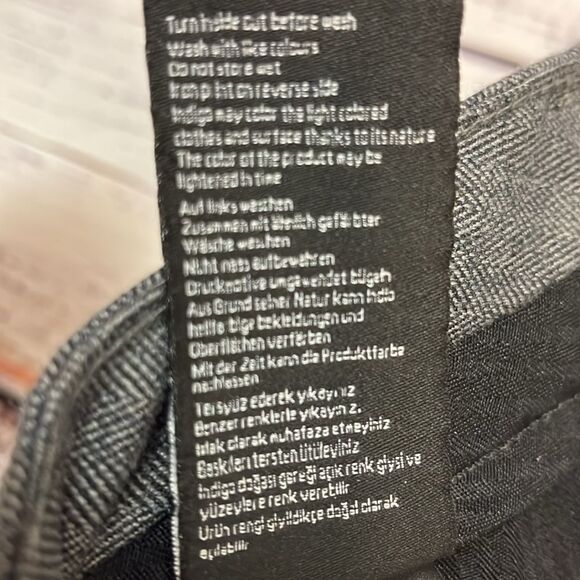 Turn inside out before wash
Wash with like colours
Do not store wet
Iron print on reverse side
Indigo may color the light colored
clothes and surface thanks to its nature
The color of the product may be
lightered in time
Auf links waschen
Zusammen mit ähnlich gefärbter
Wäsche waschen
Nicht nass aufbewahren
Druckmotive ungewendet bügeln
Aus Grund seiner Natur kann Indio
helle bige bekleidungen und
Oberflächen verfärben
Mit der Zeit kann die Produktfarbe
nachlassen
Tersyüz ederek yıkayınız
Benzer renklerle yıkayınız.
Islak olarak muhafaza etmeyiniz
Baskıları tersten ütüleyiniz
Indigo doğası gereği açık renk giysi ve
yüzeylere renk verebilir
Ürün rengi giyildikçe doğal olarak
açılabilir